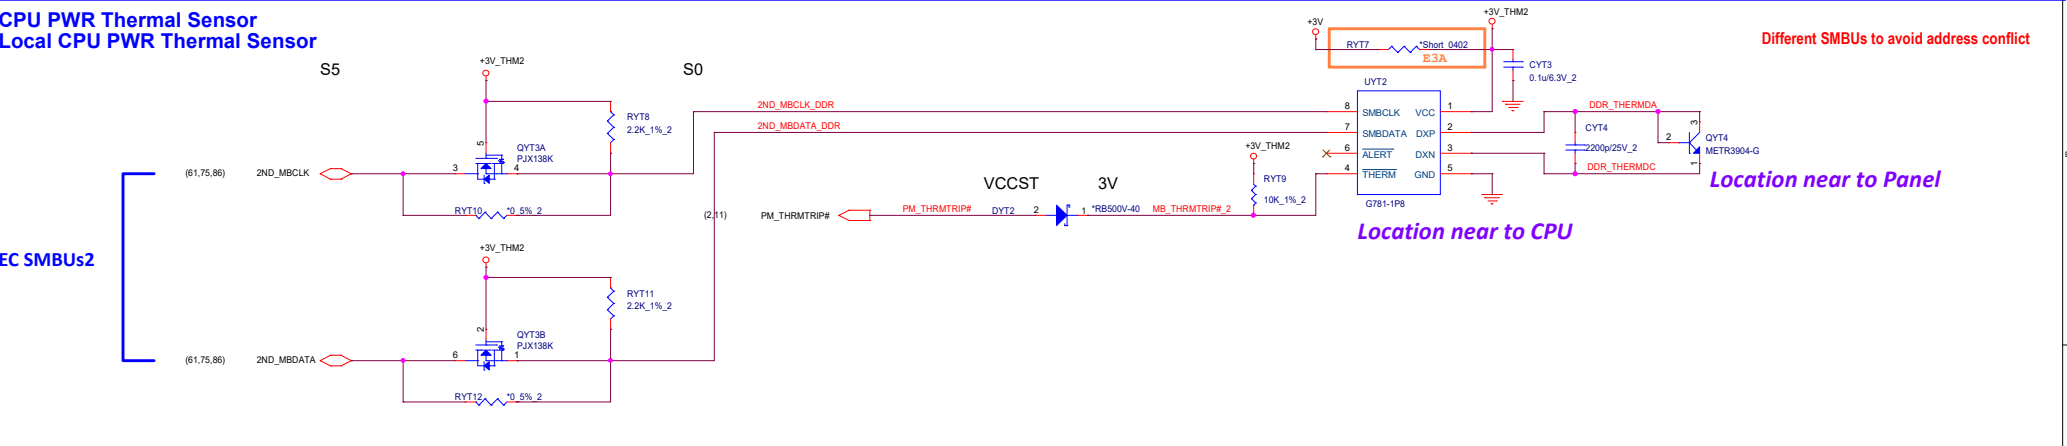 CPU PWR Thermal Sensor
Local CPU PWR Thermal Sensor
S5
S0
+3V_THM2
RYT8
2.2K_1%_2
5
QYT3A
PJX138K
3
4
(61,75,86)
2ND_MBCLK
RYT10
*0_5%_2
EC SMBUs2
+3V_THM2
RYT11
2.2K_1%_2
2
QYT3B
PJX138K
6
1
(61,75,86)
2ND_MBDATA
RYT12
*0_5%_2
2ND_MBCLK_DDR
2ND_MBDATA_DDR
VCCST
3V
(2,11)
PM_THRMTRIP#
PM_THRMTRIP#
DYT2
2
1
*RB500V-40
MB_THRMTRIP#_2
+3V_THM2
RYT9
10K_1%_2
+3V
RYT7
*Short_0402
E3A
+3V_THM2
CYT3
0.1u/6.3V_2
UYT2
8
SMBCLK
VCC
1
7
SMBDATA
DXP
2
6
ALERT
DXN
3
4
THERM
GND
5
G781-1P8
Location near to CPU
DDR_THERMDA
CYT4
2200p/25V_2
DDR_THERMDC
2
3
QYT4
METR3904-G
1
Location near to Panel
Different SMBUs to avoid address conflict